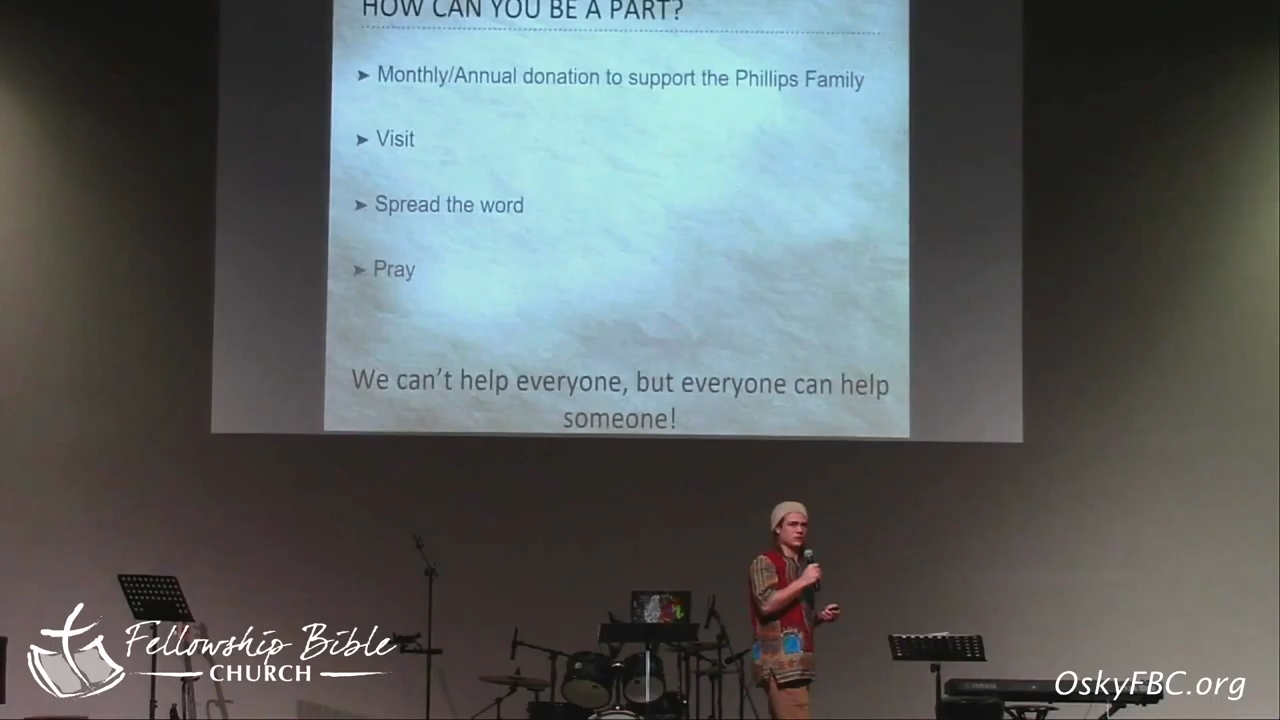 HOW CAN YOU BE A PART?
➤ Monthly/Annual donation to support the Phillips Family
➤ Visit
➤ Spread the word
➤ Pray
We can't help everyone, but everyone can help
someone!
Fellowship Bible
CHURCH
OskyFBC.org